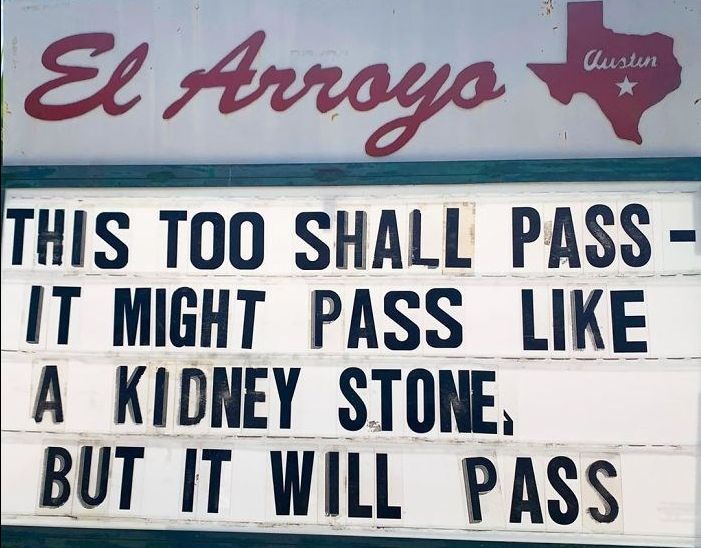 El Arroyo
Austin
THIS TOO SHALL PASS-
IT MIGHT PASS LIKE
A KIDNEY STONE,
BUT IT WILL PASS